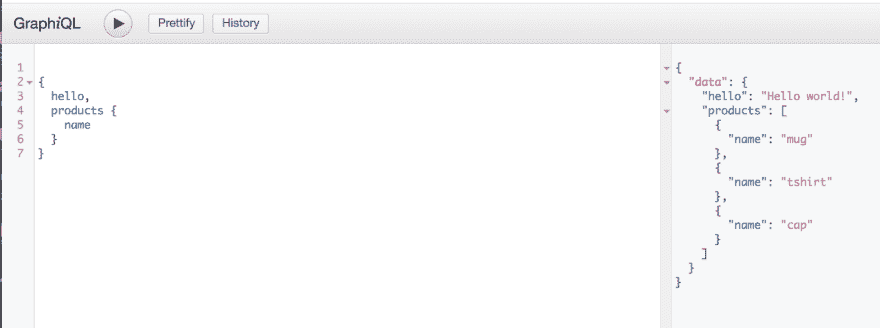 GraphiQL Prettify History
1
2 {
3 hello,
4 products {
5 name
6 }
7 }
{
"data": {
"hello": "Hello world!",
"products": [
{
"name": "mug"
},
{
"name": "tshirt"
},
{
"name": "cap"
}
]
}
}